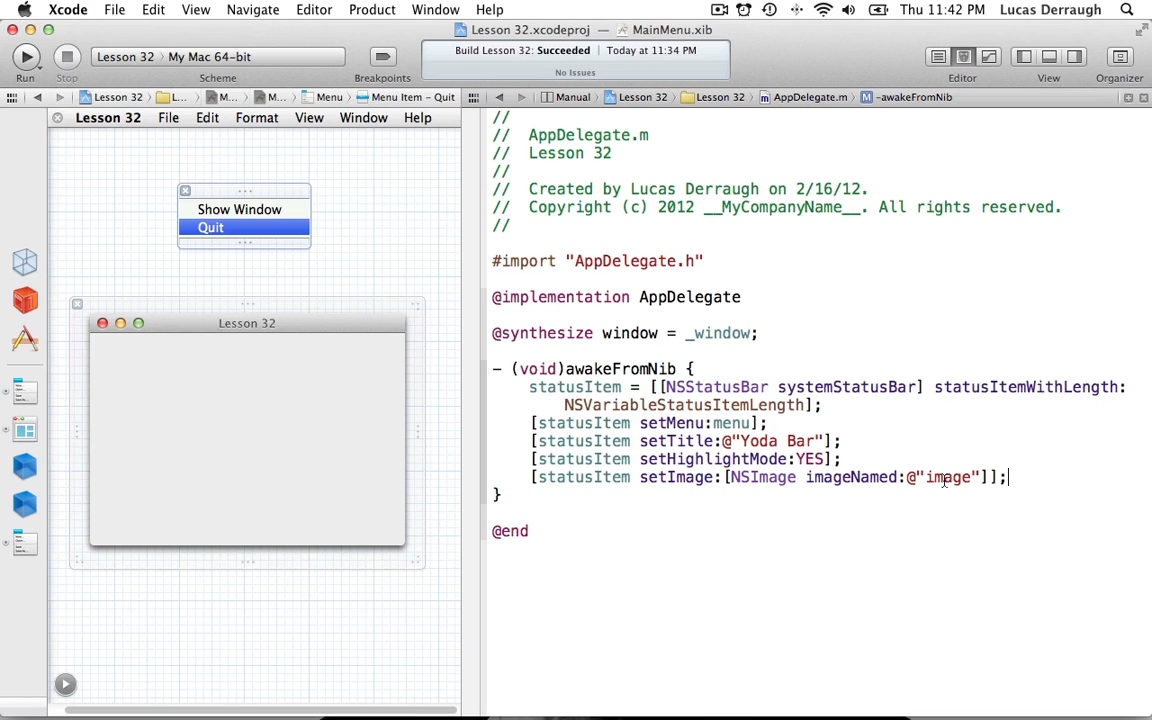 Xcode File Edit View Navigate Editor Product Window Help Thu 11:42 PM Lucas Derraugh
Lesson 32.xcodeproj — MainMenu.xib
Lesson 32 My Mac 64-bit
Build Lesson 32: Succeeded | Today at 11:34 PM
No Issues
Run Stop Scheme Breakpoints Editor View Organizer
Lesson 32 L... M... M... Menu Menu Item – Quit
Manual Lesson 32 Lesson 32 AppDelegate.m M -awakeFromNib
Lesson 32 File Edit Format View Window Help
Show Window
Quit
Lesson 32
//
// AppDelegate.m
// Lesson 32
//
// Created by Lucas Derraugh on 2/16/12.
// Copyright (c) 2012 __MyCompanyName__. All rights reserved.
//
#import "AppDelegate.h"
@implementation AppDelegate
@synthesize window = _window;
- (void)awakeFromNib {
statusItem = [[NSStatusBar systemStatusBar] statusItemWithLength:
NSVariableStatusItemLength];
[statusItem setMenu:menu];
[statusItem setTitle:@"Yoda Bar"];
[statusItem setHighlightMode:YES];
[statusItem setImage:[NSImage imageNamed:@"image"]];
}
@end